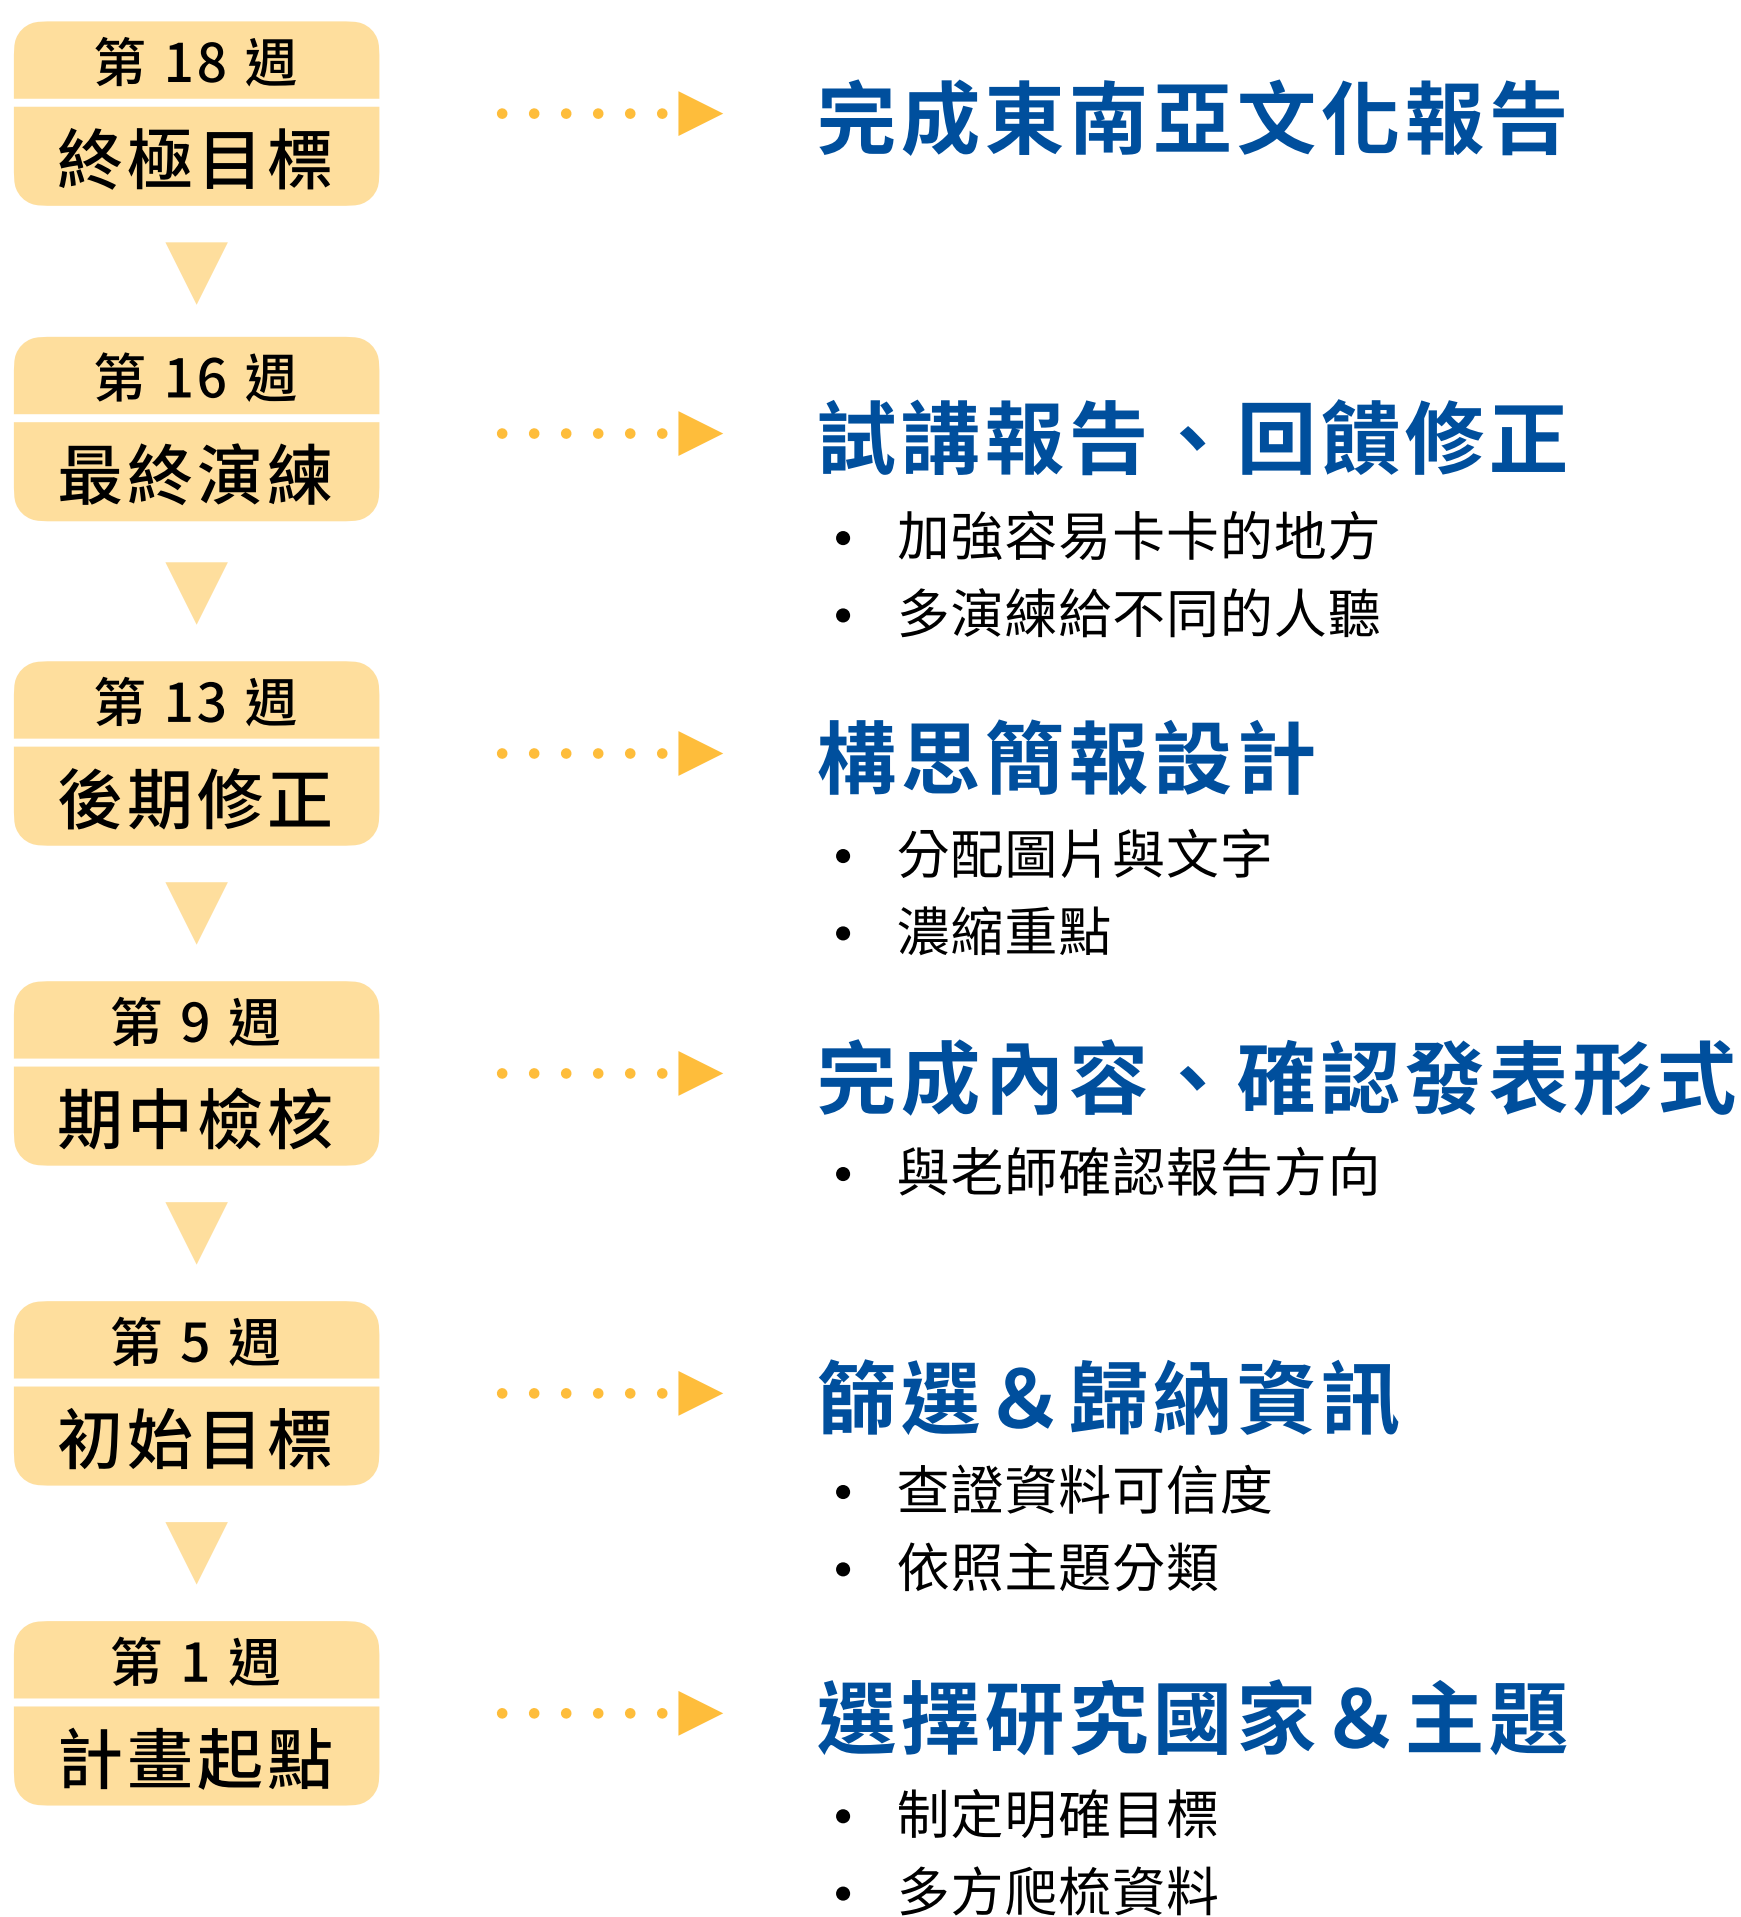 第 18 週
終極目標
完成東南亞文化報告
第 16 週
最終演練
試講報告、回饋修正
• 加強容易卡卡的地方
• 多演練給不同的人聽
第 13 週
後期修正
構思簡報設計
• 分配圖片與文字
• 濃縮重點
第 9 週
期中檢核
完成內容、確認發表形式
• 與老師確認報告方向
第 5 週
初始目標
篩選&歸納資訊
• 查證資料可信度
• 依照主題分類
第 1 週
計畫起點
選擇研究國家&主題
• 制定明確目標
• 多方爬梳資料